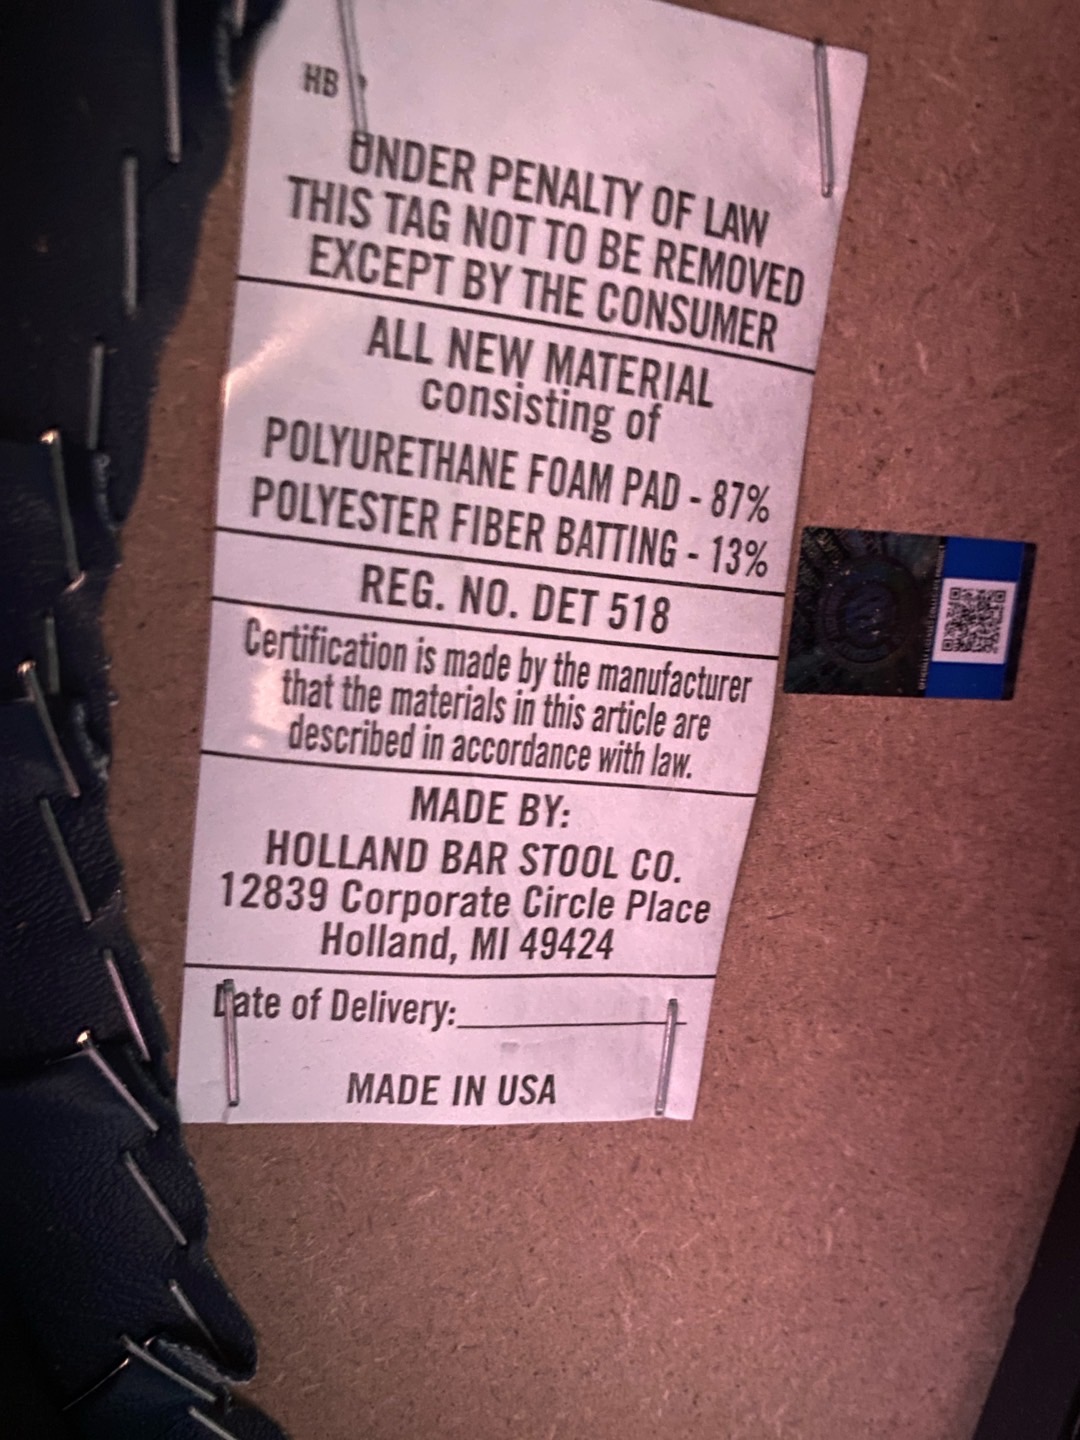 HB
UNDER PENALTY OF LAW
THIS TAG NOT TO BE REMOVED
EXCEPT BY THE CONSUMER
ALL NEW MATERIAL
consisting of
POLYURETHANE FOAM PAD - 87%
POLYESTER FIBER BATTING - 13%
REG. NO. DET 518
Certification is made by the manufacturer
that the materials in this article are
described in accordance with law.
MADE BY:
HOLLAND BAR STOOL CO.
12839 Corporate Circle Place
Holland, MI 49424
Date of Delivery:
MADE IN USA